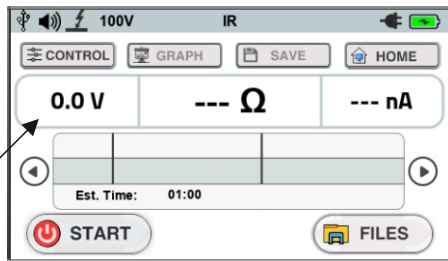 100V IR
CONTROL GRAPH SAVE HOME
0.0 V --- Ω --- nA
Est. Time: 01:00
START FILES